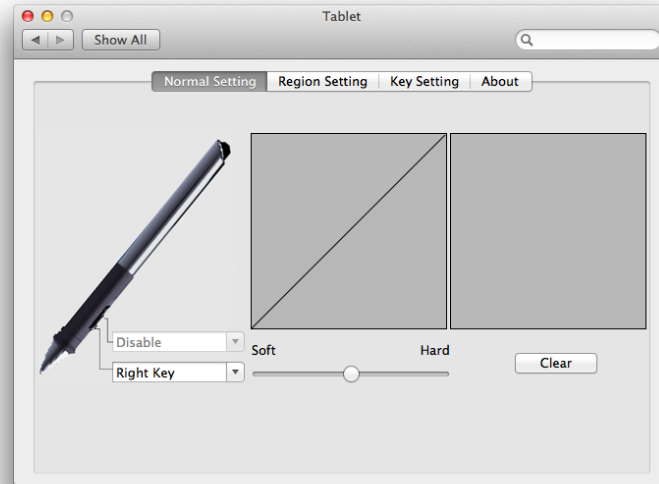 Tablet
Show All
Normal Setting Region Setting Key Setting About
Disable
Right Key
Soft Hard
Clear